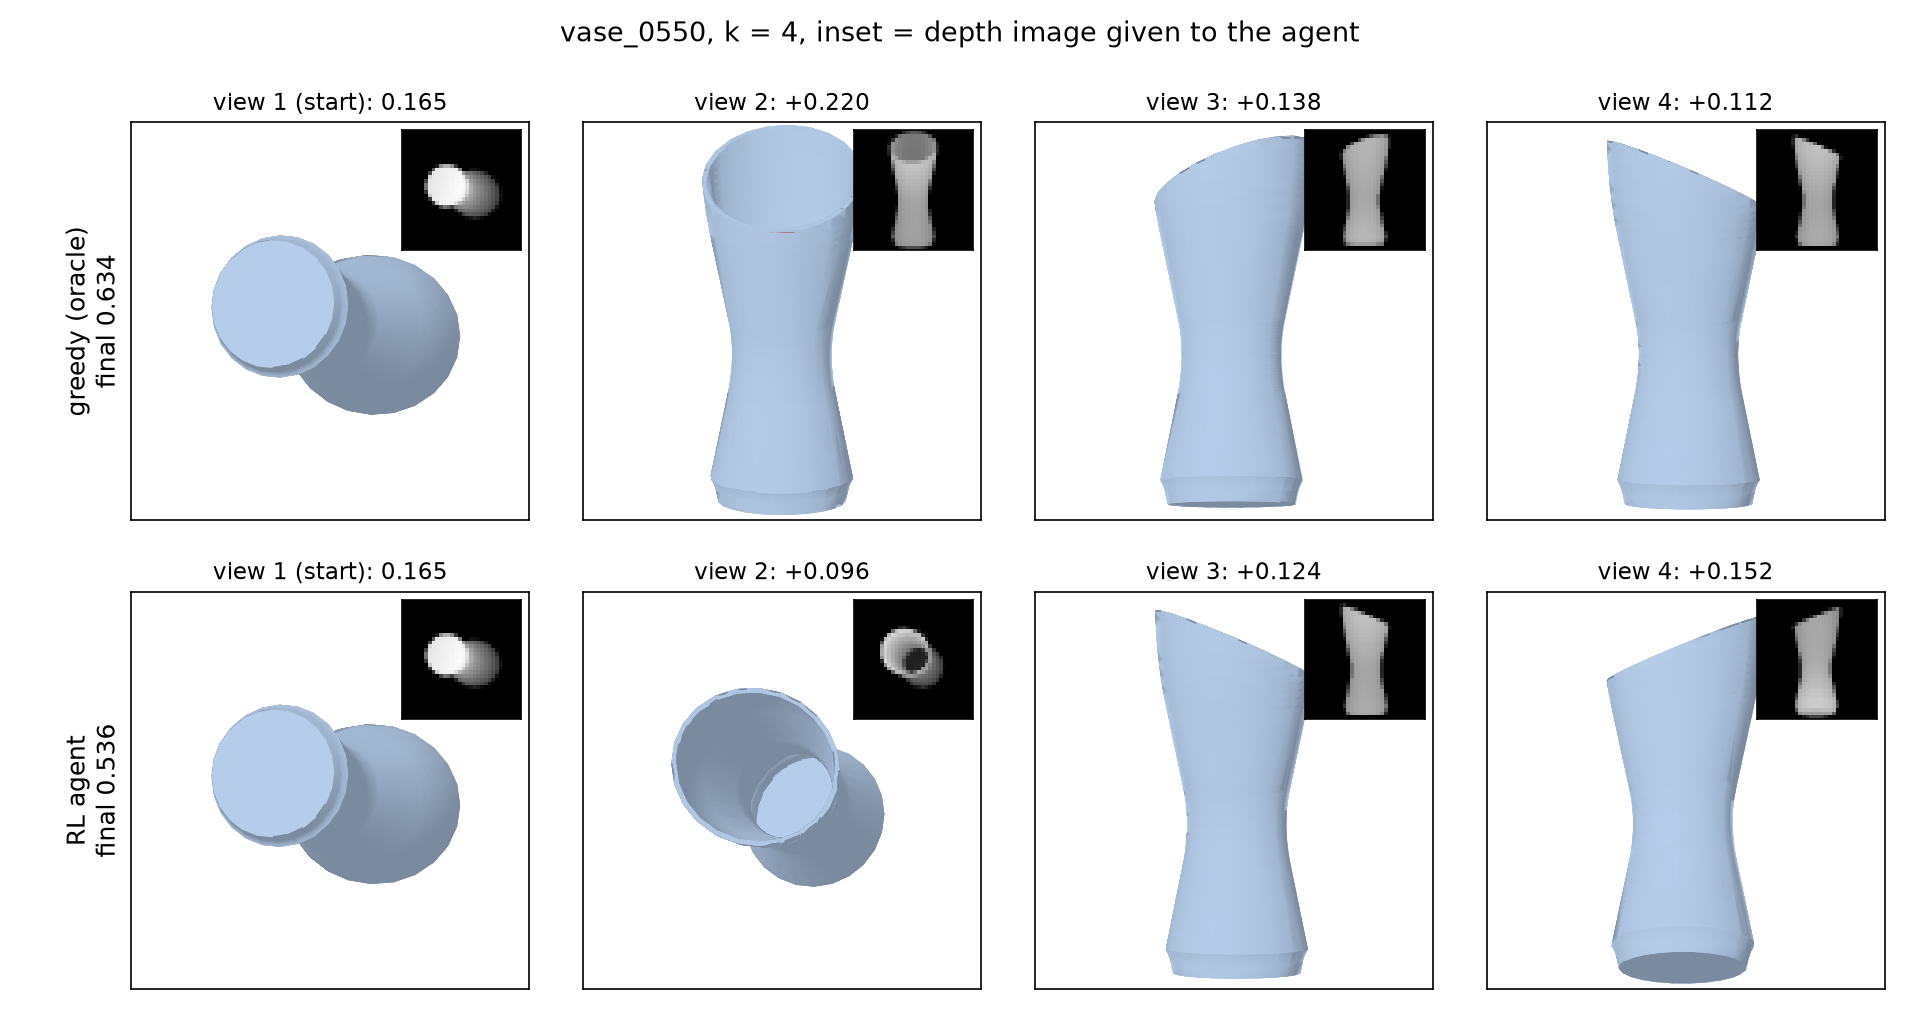 vase_0550, k = 4, inset = depth image given to the agent
view 1 (start): 0.165
view 2: +0.220
view 3: +0.138
view 4: +0.112
greedy (oracle)
final 0.634
view 1 (start): 0.165
view 2: +0.096
view 3: +0.124
view 4: +0.152
RL agent
final 0.536